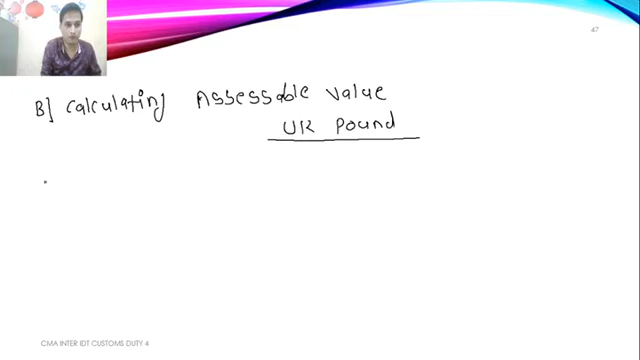 47
B] Calculating Assessable Value
UK Pound
CMA INTER IDT CUSTOMS DUTY 4